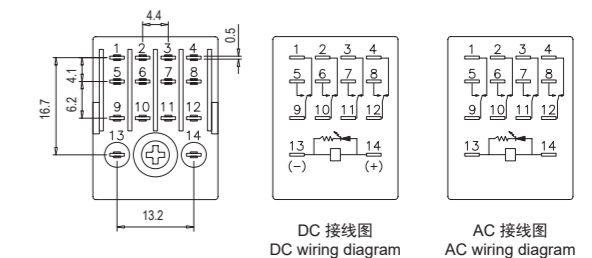 4.4
0.5
1 2 3 4
4.1
5 6 7 8
16.7
6.2
9 10 11 12
13 14
13.2
1 2 3 4
5 6 7 8
9 10 11 12
13 14
(-) (+)
DC 接线图
DC wiring diagram
1 2 3 4
5 6 7 8
9 10 11 12
13 14
AC 接线图
AC wiring diagram